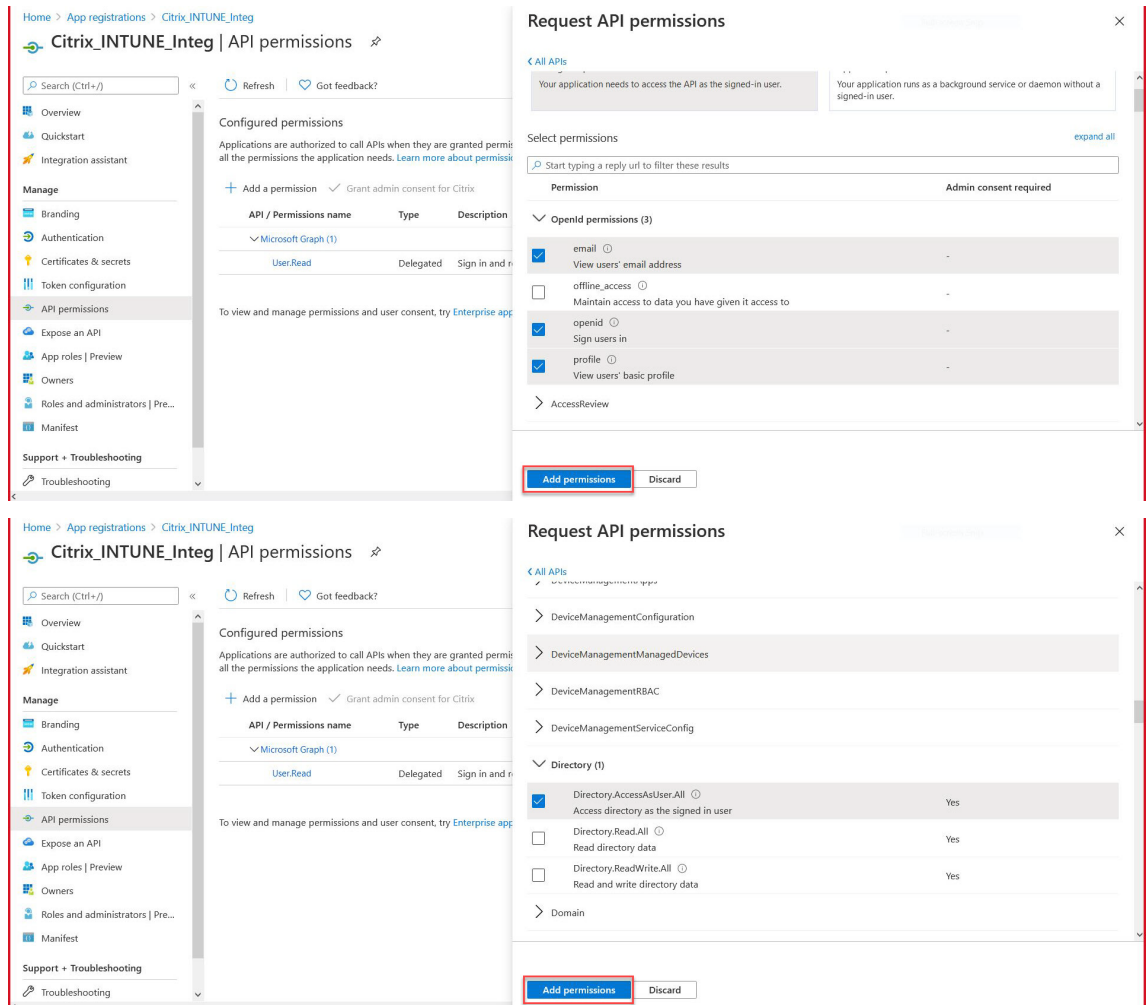 Home > App registrations > Citrix_INTUNE_Integ
Citrix_INTUNE_Integ | API permissions
Search (Ctrl+/)
«
Overview
Quickstart
Integration assistant
Manage
Branding
Authentication
Certificates & secrets
Token configuration
API permissions
Expose an API
App roles | Preview
Owners
Roles and administrators | Pre...
Manifest
Support + Troubleshooting
Troubleshooting
Refresh
Got feedback?
Configured permissions
Applications are authorized to call APIs when they are granted permis
all the permissions the application needs. Learn more about permissio
Add a permission
Grant admin consent for Citrix
API / Permissions name Type Description
Microsoft Graph (1)
User.Read Delegated Sign in and r
To view and manage permissions and user consent, try Enterprise app
Request API permissions
All APIs
Your application needs to access the API as the signed-in user.
Your application runs as a background service or daemon without a
signed-in user.
Select permissions
expand all
Start typing a reply url to filter these results
Permission Admin consent required
OpenId permissions (3)
email
View users' email address
-
offline_access
Maintain access to data you have given it access to
-
openid
Sign users in
-
profile
View users' basic profile
-
AccessReview
Add permissions
Discard
Home > App registrations > Citrix_INTUNE_Integ
Citrix_INTUNE_Integ | API permissions
Search (Ctrl+/)
«
Overview
Quickstart
Integration assistant
Manage
Branding
Authentication
Certificates & secrets
Token configuration
API permissions
Expose an API
App roles | Preview
Owners
Roles and administrators | Pre...
Manifest
Support + Troubleshooting
Troubleshooting
Refresh
Got feedback?
Configured permissions
Applications are authorized to call APIs when they are granted permis
all the permissions the application needs. Learn more about permissio
Add a permission
Grant admin consent for Citrix
API / Permissions name Type Description
Microsoft Graph (1)
User.Read Delegated Sign in and r
To view and manage permissions and user consent, try Enterprise app
Request API permissions
All APIs
DeviceManagementApps
DeviceManagementConfiguration
DeviceManagementManagedDevices
DeviceManagementRBAC
DeviceManagementServiceConfig
Directory (1)
Directory.AccessAsUser.All
Access directory as the signed in user
Yes
Directory.Read.All
Read directory data
Yes
Directory.ReadWrite.All
Read and write directory data
Yes
Domain
Add permissions
Discard